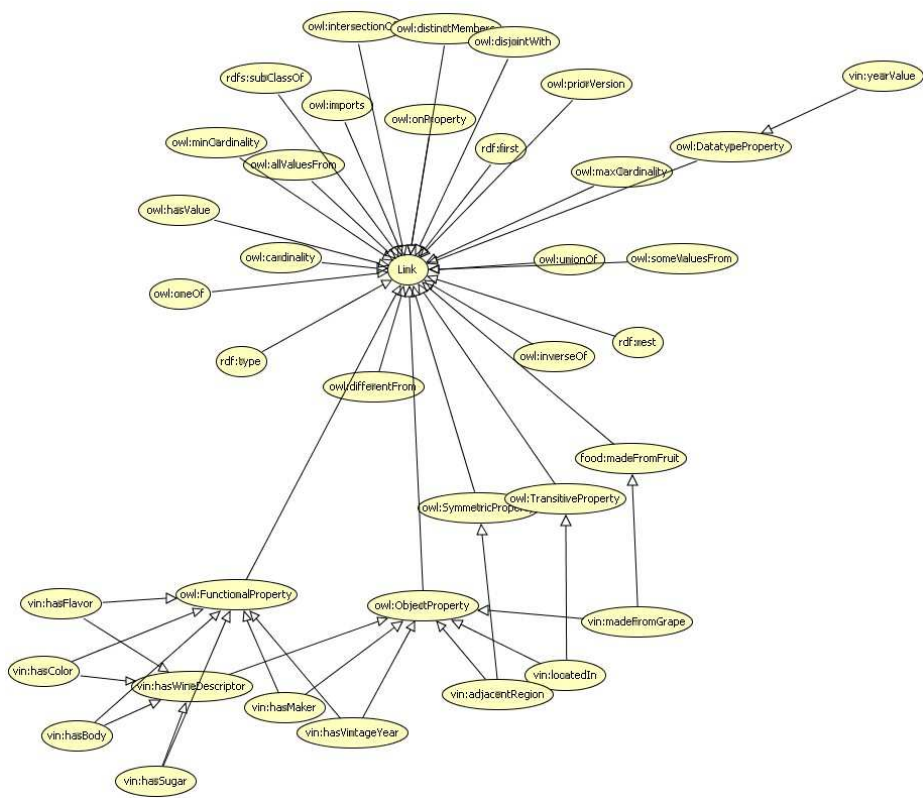 owl:intersectionOf
owl:distinctMembers
owl:disjointWith
rdfs:subClassOf
owl:priorVersion
vin:yearValue
owl:imports
owl:onProperty
owl:minCardinality
rdf:first
owl:DatatypeProperty
owl:allValuesFrom
owl:maxCardinality
owl:hasValue
owl:cardinality
Link
owl:unionOf
owl:someValuesFrom
owl:oneOf
rdf:type
owl:inverseOf
rdf:rest
owl:differentFrom
food:madeFromFruit
owl:SymmetricProperty
owl:TransitiveProperty
vin:hasFlavor
owl:FunctionalProperty
owl:ObjectProperty
vin:madeFromGrape
vin:hasColor
vin:hasWineDescriptor
vin:locatedIn
vin:adjacentRegion
vin:hasMaker
vin:hasBody
vin:hasVintageYear
vin:hasSugar